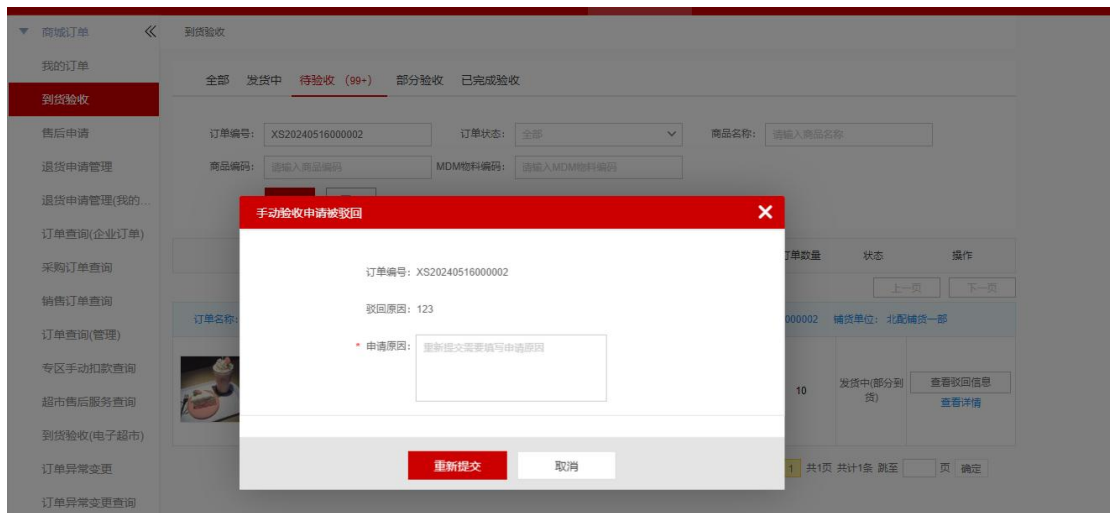 商城订单
我的订单
到货验收
售后申请
退货申请管理
退货申请管理(我的...
订单查询(企业订单)
采购订单查询
销售订单查询
订单查询(管理)
专区手动扣款查询
超市售后服务查询
到货验收(电子超市)
订单异常变更
订单异常变更查询
到货验收
全部 发货中 待验收 (99+) 部分验收 已完成验收
订单编号: XS20240516000002 订单状态: 全部 商品名称: 请输入商品名称
商品编码: 请输入商品编码 MDM物料编码: 请输入MDM物料编码
订单数量 状态 操作
上一页 下一页
订单名称: 000002 铺货单位: 北配铺货一部
10 发货中(部分到货) 查看驳回信息
查看详情
1 共1页 共计1条 跳至 页 确定
手动验收申请被驳回
订单编号: XS20240516000002
驳回原因: 123
* 申请原因: 重新提交需要填写申请原因
重新提交 取消